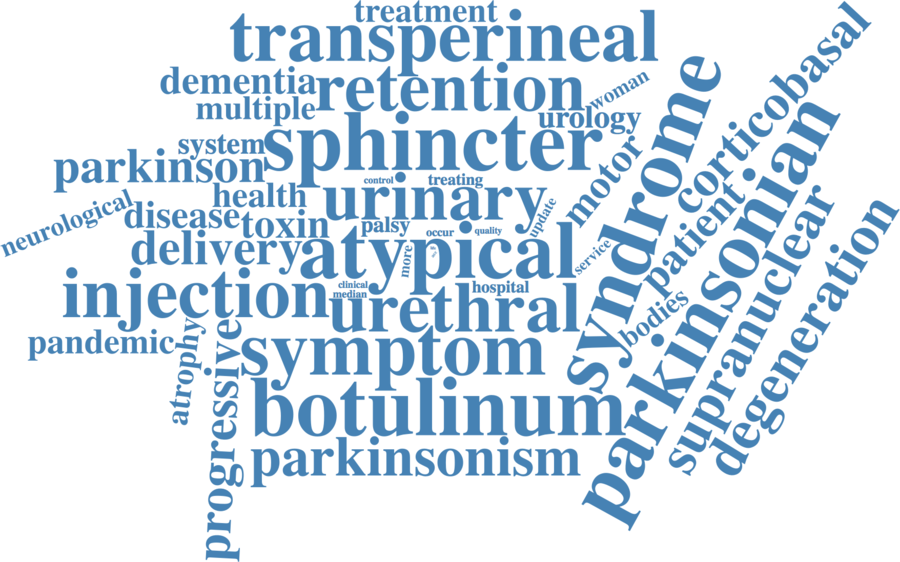 treatment
transperineal
dementia
retention
multiple
woman
urology
corticobasal
sphincter
system
parkinson
control
treating
motor
syndrome
health
urinary
neurological
disease
toxin
palsy
occur
quality
update
patient
parkinsonian
delivery
atypical
more
service
supranuclear
injection
clinical
median
hospital
urethral
bodies
degeneration
pandemic
atrophy
symptom
progressive
botulinum
parkinsonism